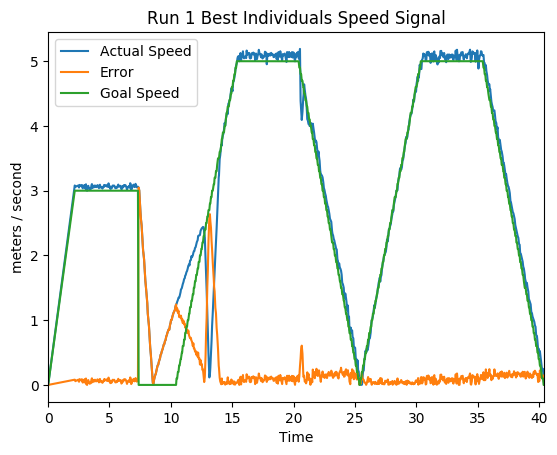 Run 1 Best Individuals Speed Signal
Actual Speed
Error
Goal Speed
meters / second
5
4
3
2
1
0
0
5
10
15
20
25
30
35
40
Time